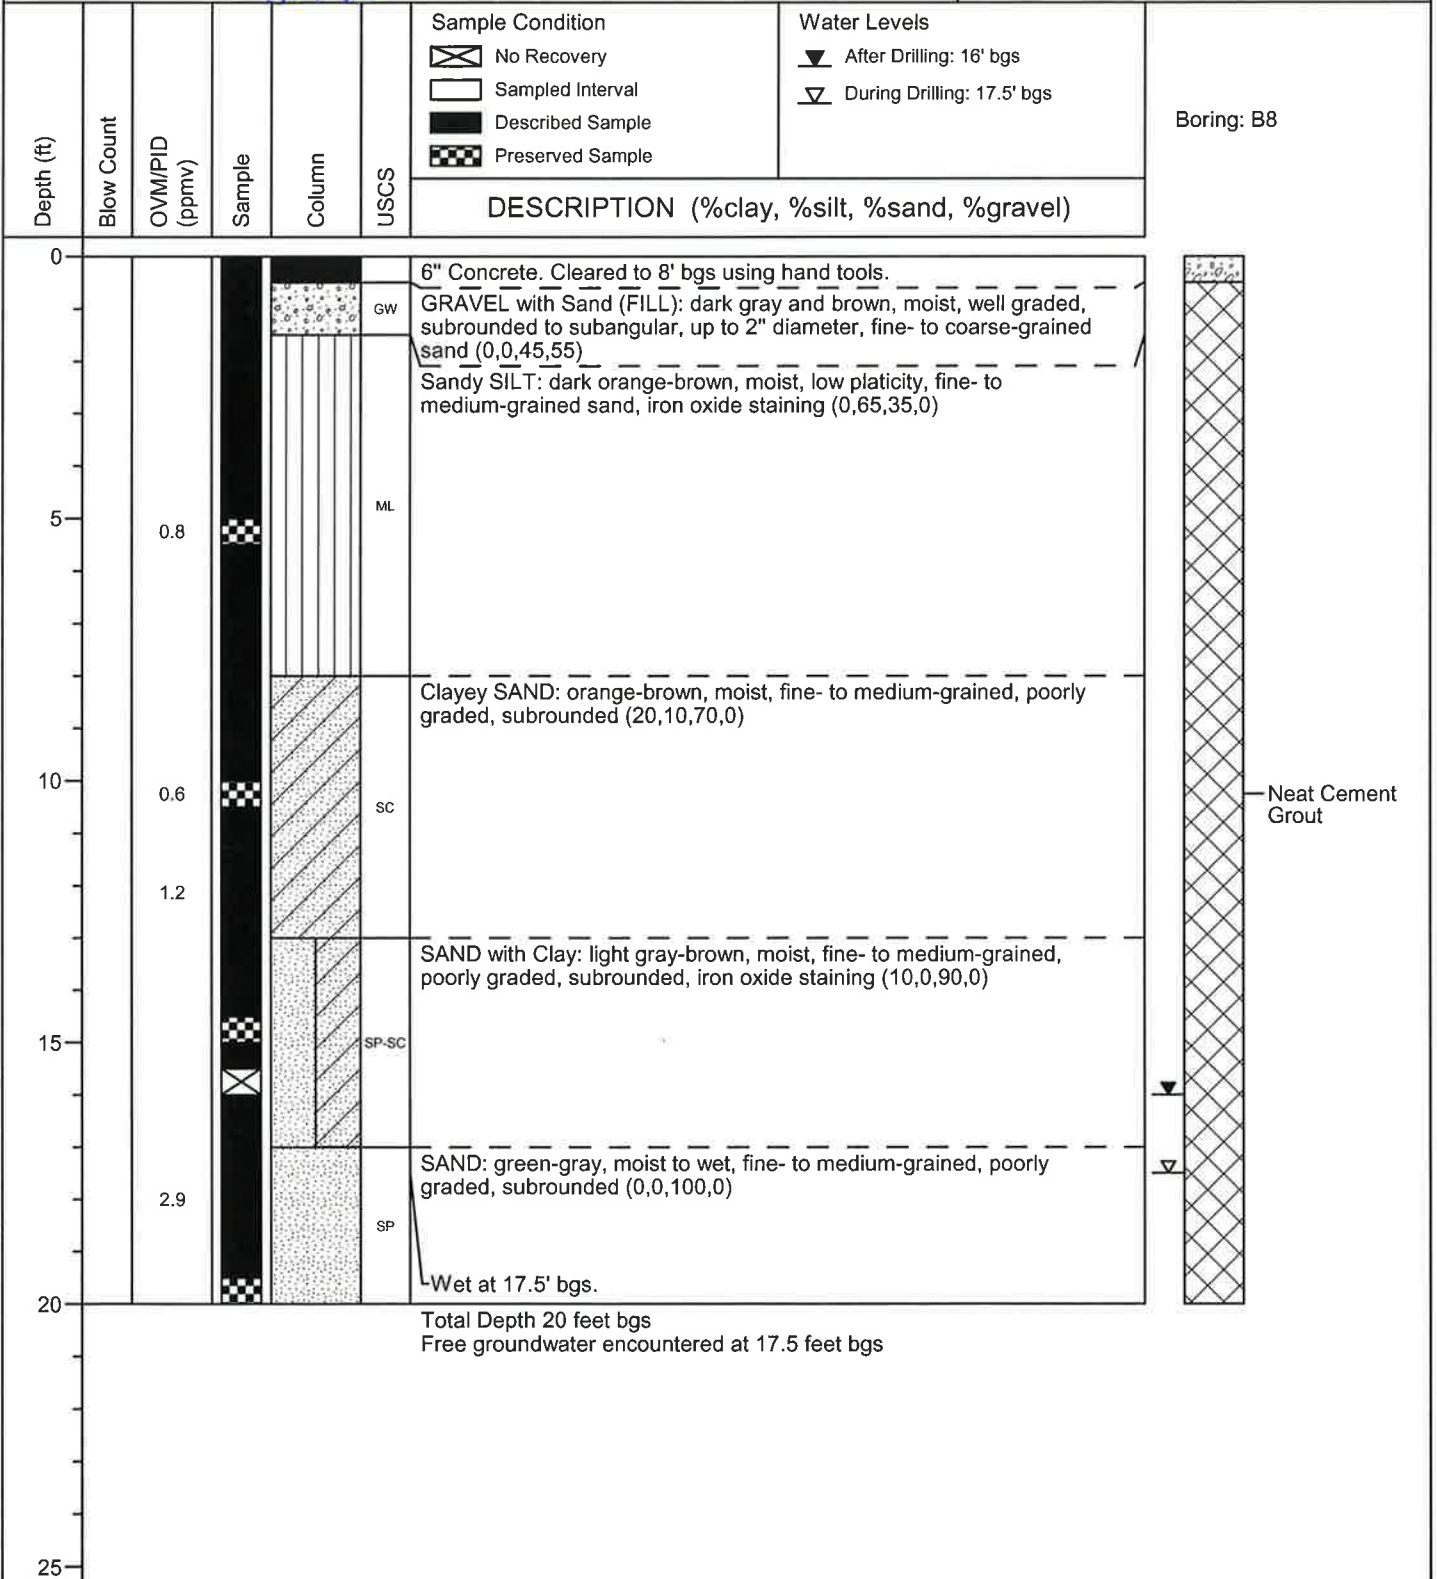 Sample Condition
No Recovery
Sampled Interval
Described Sample
Preserved Sample
Water Levels
After Drilling: 16' bgs
During Drilling: 17.5' bgs
Boring: B8
Depth (ft)
Blow Count
OVM/PID
(ppmv)
Sample
Column
USCS
DESCRIPTION (%clay, %silt, %sand, %gravel)
0
6" Concrete. Cleared to 8' bgs using hand tools.
GW
GRAVEL with Sand (FILL): dark gray and brown, moist, well graded,
subrounded to subangular, up to 2" diameter, fine- to coarse-grained
sand (0,0,45,55)
Sandy SILT: dark orange-brown, moist, low platicity, fine- to
medium-grained sand, iron oxide staining (0,65,35,0)
ML
5
0.8
Clayey SAND: orange-brown, moist, fine- to medium-grained, poorly
graded, subrounded (20,10,70,0)
10
0.6
SC
Neat Cement
Grout
1.2
SAND with Clay: light gray-brown, moist, fine- to medium-grained,
poorly graded, subrounded, iron oxide staining (10,0,90,0)
15
SP-SC
SAND: green-gray, moist to wet, fine- to medium-grained, poorly
graded, subrounded (0,0,100,0)
2.9
SP
Wet at 17.5' bgs.
20
Total Depth 20 feet bgs
Free groundwater encountered at 17.5 feet bgs
25